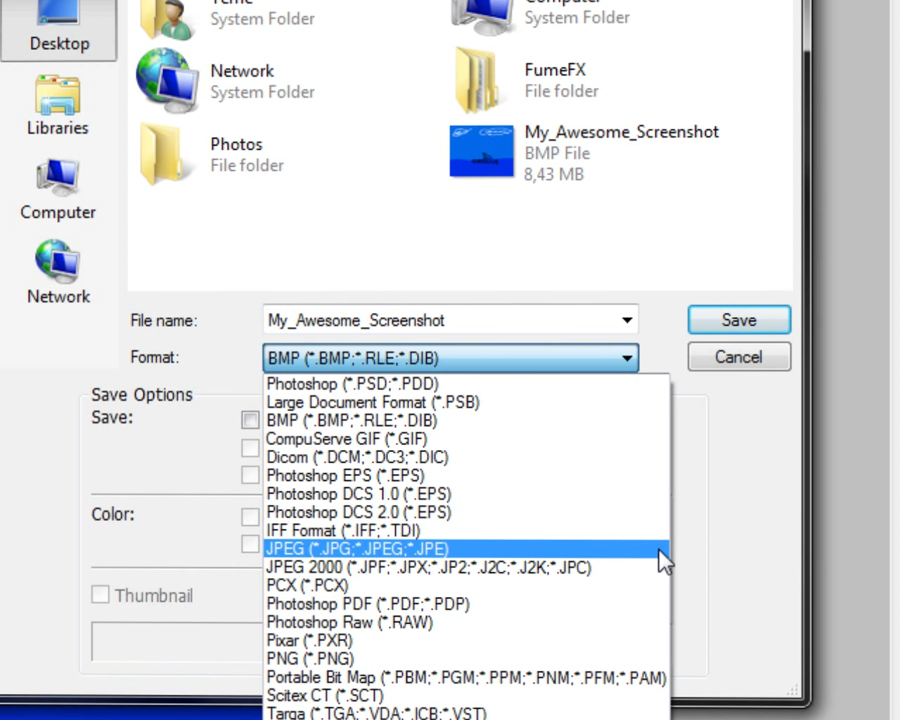 System Folder
System Folder
Desktop
Network
System Folder
FumeFX
File folder
Libraries
Photos
File folder
My_Awesome_Screenshot
BMP File
8,43 MB
Computer
Network
File name:
My_Awesome_Screenshot
Save
Format:
BMP (*.BMP;*.RLE;*.DIB)
Cancel
Save Options
Save:
Color:
Thumbnail
Photoshop (*.PSD;*.PDD)
Large Document Format (*.PSB)
BMP (*.BMP;*.RLE;*.DIB)
CompuServe GIF (*.GIF)
Dicom (*.DCM;*.DC3;*.DIC)
Photoshop EPS (*.EPS)
Photoshop DCS 1.0 (*.EPS)
Photoshop DCS 2.0 (*.EPS)
IFF Format (*.IFF;*.TDI)
JPEG (*.JPG;*.JPEG;*.JPE)
JPEG 2000 (*.JPF;*.JPX;*.JP2;*.J2C;*.J2K;*.JPC)
PCX (*.PCX)
Photoshop PDF (*.PDF;*.PDP)
Photoshop Raw (*.RAW)
Pixar (*.PXR)
PNG (*.PNG)
Portable Bit Map (*.PBM;*.PGM;*.PPM;*.PNM;*.PFM;*.PAM)
Scitex CT (*.SCT)
Targa (*.TGA;*.VDA;*.ICB;*.VST)